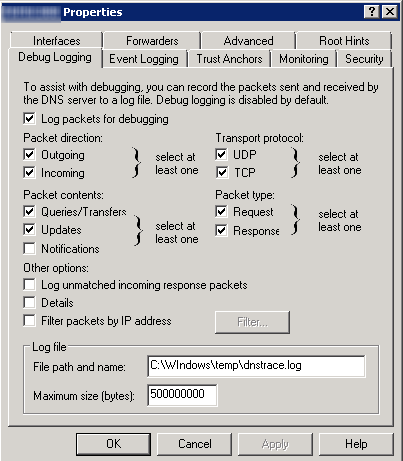 Properties
Interfaces Forwarders Advanced Root Hints
Debug Logging Event Logging Trust Anchors Monitoring Security
To assist with debugging, you can record the packets sent and received by
the DNS server to a log file. Debug logging is disabled by default.
Log packets for debugging
Packet direction: Transport protocol:
Outgoing select at UDP select at
Incoming least one TCP least one
Packet contents: Packet type:
Queries/Transfers Request select at
Updates select at least one Response least one
Notifications
Other options:
Log unmatched incoming response packets
Details
Filter packets by IP address Filter...
Log file
File path and name: C:\WIndows\temp\dnstrace.log
Maximum size (bytes): 500000000
OK Cancel Apply Help